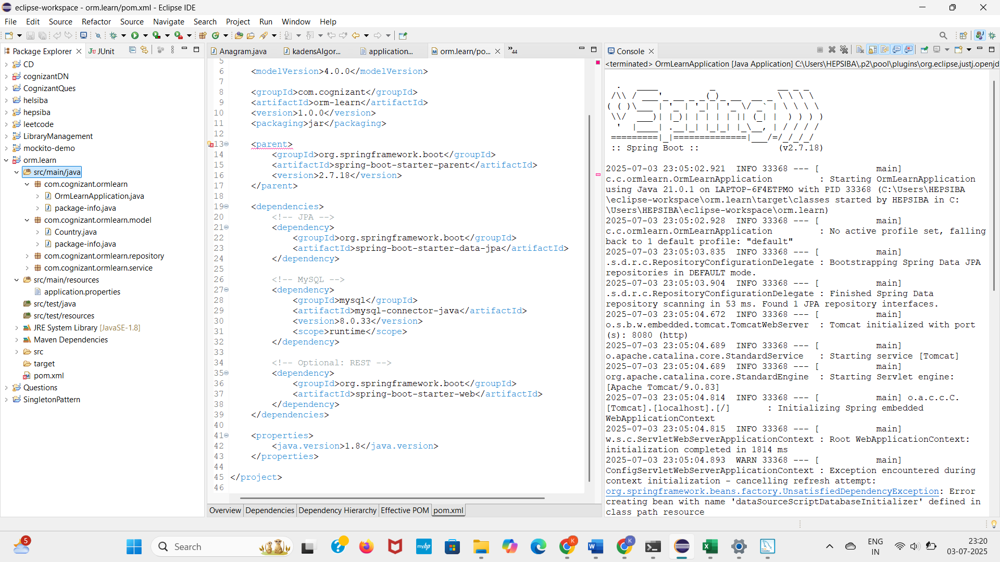 eclipse-workspace - orm.learn/pom.xml - Eclipse IDE
File Edit Source Refactor Source Navigate Search Project Run Window Help
Package Explorer
JUnit
CD
cognizantDN
CognizantQues
helsiba
hepsiba
leetcode
LibraryManagement
mockito-demo
orm.learn
src/main/java
com.cognizant.ormlearn
OrmLearnApplication.java
package-info.java
com.cognizant.ormlearn.model
Country.java
package-info.java
com.cognizant.ormlearn.repository
com.cognizant.ormlearn.service
src/main/resources
application.properties
src/test/java
src/test/resources
JRE System Library [JavaSE-1.8]
Maven Dependencies
src
target
pom.xml
Questions
SingletonPattern
Anagram.java kadensAlgor... application... orm.learn/po... »44
5
6 <modelVersion>4.0.0</modelVersion>
7
8 <groupId>com.cognizant</groupId>
9 <artifactId>orm-learn</artifactId>
10 <version>1.0.0</version>
11 <packaging>jar</packaging>
12
13 <parent>
14 <groupId>org.springframework.boot</groupId>
15 <artifactId>spring-boot-starter-parent</artifactId>
16 <version>2.7.18</version>
17 </parent>
18
19 <dependencies>
20 <!-- JPA -->
21 <dependency>
22 <groupId>org.springframework.boot</groupId>
23 <artifactId>spring-boot-starter-data-jpa</artifactId>
24 </dependency>
25
26 <!-- MySQL -->
27 <dependency>
28 <groupId>mysql</groupId>
29 <artifactId>mysql-connector-java</artifactId>
30 <version>8.0.33</version>
31 <scope>runtime</scope>
32 </dependency>
33
34 <!-- Optional: REST -->
35 <dependency>
36 <groupId>org.springframework.boot</groupId>
37 <artifactId>spring-boot-starter-web</artifactId>
38 </dependency>
39 </dependencies>
40
41 <properties>
42 <java.version>1.8</java.version>
43 </properties>
44
45 </project>
46
Overview Dependencies Dependency Hierarchy Effective POM pom.xml
Console
<terminated> OrmLearnApplication [Java Application] C:\Users\HEPSIBA\.p2\pool\plugins\org.eclipse.justj.openjd
  .   ____          _            __ _ _
 /\\ / ___'_ __ _ _(_)_ __  __ _ \ \ \ \
( ( )\___ | '_ | '_| | '_ \/ _` | \ \ \ \
 \\/  ___)| |_)| | | | | || (_| |  ) ) ) )
  '  |____| .__|_| |_|_| |_\__, | / / / /
 =========|_|==============|___/=/_/_/_/
 :: Spring Boot ::               (v2.7.18)
2025-07-03 23:05:02.921  INFO 33368 --- [           main]
c.c.ormlearn.OrmLearnApplication         : Starting OrmLearnApplication
using Java 21.0.1 on LAPTOP-6F4ETPMO with PID 33368 (C:\Users\HEPSIBA
\eclipse-workspace\orm.learn\target\classes started by HEPSIBA in C:
\Users\HEPSIBA\eclipse-workspace\orm.learn)
2025-07-03 23:05:02.928  INFO 33368 --- [           main]
c.c.ormlearn.OrmLearnApplication         : No active profile set, falling
back to 1 default profile: "default"
2025-07-03 23:05:03.835  INFO 33368 --- [           main]
.s.d.r.c.RepositoryConfigurationDelegate : Bootstrapping Spring Data JPA
repositories in DEFAULT mode.
2025-07-03 23:05:03.904  INFO 33368 --- [           main]
.s.d.r.c.RepositoryConfigurationDelegate : Finished Spring Data
repository scanning in 53 ms. Found 1 JPA repository interfaces.
2025-07-03 23:05:04.672  INFO 33368 --- [           main]
o.s.b.w.embedded.tomcat.TomcatWebServer  : Tomcat initialized with port
(s): 8080 (http)
2025-07-03 23:05:04.689  INFO 33368 --- [           main]
o.apache.catalina.core.StandardService   : Starting service [Tomcat]
2025-07-03 23:05:04.689  INFO 33368 --- [           main]
org.apache.catalina.core.StandardEngine  : Starting Servlet engine:
[Apache Tomcat/9.0.83]
2025-07-03 23:05:04.814  INFO 33368 --- [           main] o.a.c.c.C.
[Tomcat].[localhost].[/]       : Initializing Spring embedded
WebApplicationContext
2025-07-03 23:05:04.815  INFO 33368 --- [           main]
w.s.c.ServletWebServerApplicationContext : Root WebApplicationContext:
initialization completed in 1814 ms
2025-07-03 23:05:04.893  WARN 33368 --- [           main]
ConfigServletWebServerApplicationContext : Exception encountered during
context initialization - cancelling refresh attempt:
org.springframework.beans.factory.UnsatisfiedDependencyException: Error
creating bean with name 'dataSourceScriptDatabaseInitializer' defined in
class path resource
5
Search
myhp
K
K
ENG
IN
23:20
03-07-2025